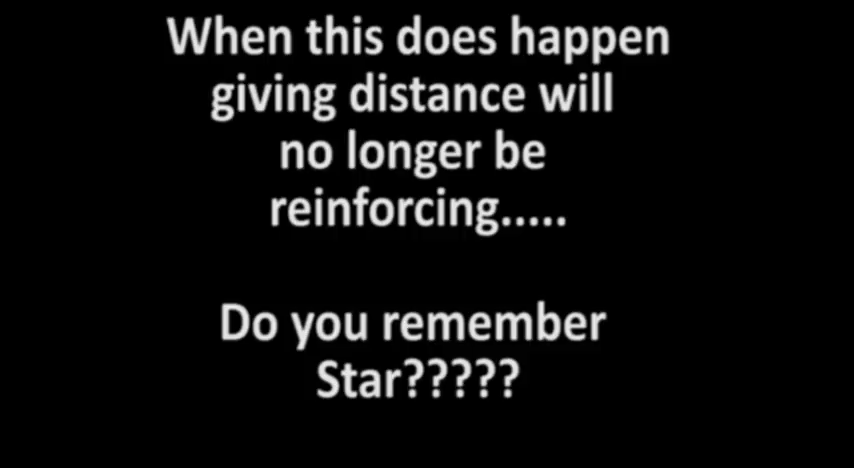 When this does happen
giving distance will
no longer be
reinforcing.....
Do you remember
Star?????